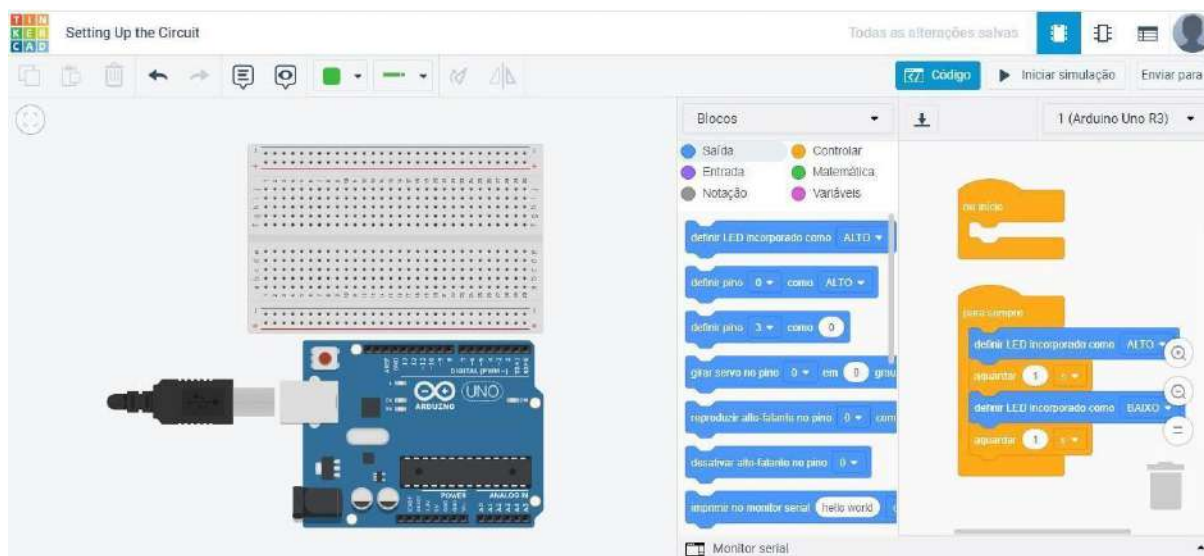 TIN
KER
CAD
Setting Up the Circuit
Todas as alterações salvas
Código
Iniciar simulação
Enviar para
Blocos
1 (Arduino Uno R3)
Saída
Controlar
Entrada
Matemática
Notação
Variáveis
definir LED incorporado como ALTO
definir pino 0 como ALTO
definir pino 3 como 0
girar servo no pino 0 em 0 grau
reproduzir alto-falante no pino 0 com
desativar alto-falante no pino 0
imprimir no monitor serial hello world
no início
para sempre
definir LED incorporado como ALTO
aguardar 1 s
definir LED incorporado como BAIXO
aguardar 1 s
DIGITAL (PWM ~)
UNO
ARDUINO
POWER
ANALOG IN
Monitor serial